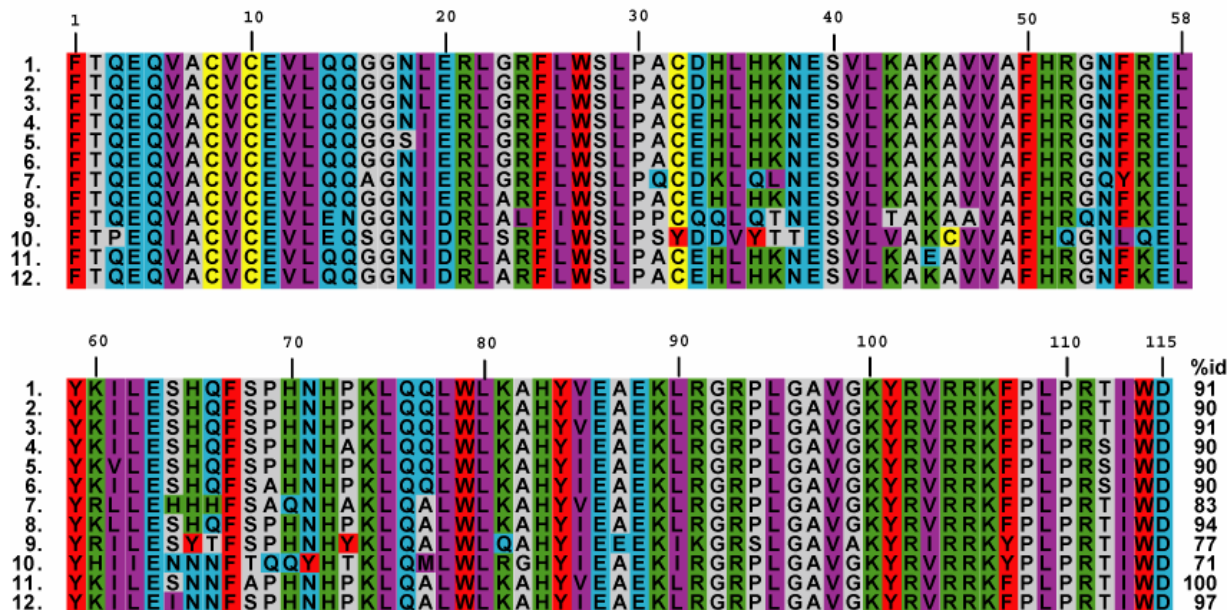 1 10 20 30 40 50 58
1. FTQEQVACVCEVLQQGGNLERLGRFLWSLPACDHLHKNESVLKAKAVVAFHRGNFREL
2. FTQEQVACVCEVLQQGGNLERLGRFLWSLPACDHLHKNESVLKAKAVVAFHRGNFREL
3. FTQEQVACVCEVLQQGGNLERLGRFLWSLPACDHLHKNESVLKAKAVVAFHRGNFREL
4. FTQEQVACVCEVLQQGGNIERLGRFLWSLPACEHLHKNESVLKAKAVVAFHRGNFREL
5. FTQEQVACVCEVLQQGGSIERLGRFLWSLPACEHLHKNESVLKAKAVVAFHRGNFREL
6. FTQEQVACVCEVLQQGGNIERLGRFLWSLPACEHLHKNESVLKAKAVVAFHRGNFREL
7. FTQEQVACVCEVLQQAGNIERLGRFLWSLPQCDKLQLNESVLKAKAVVAFHRGQYKEL
8. FTQEQVACVCEVLQQGGNIERLARFLWSLPACEHLHKNESVLKAKAVVAFHRGNFKEL
9. FTQEQVACVCEVLENGGNIDRLALFIWSLPPCQQLQTNESVLTAKAAVAFHRQNFKEL
10. FTPEQIACVCEVLEQSGNIDRLSRFLWSLPSYDDVYTTESVLVAKCVVAFHQGNLQEL
11. FTQEQVACVCEVLQQGGNIDRLARFLWSLPACEHLHKNESVLKAEAVVAFHRGNFKEL
12. FTQEQVACVCEVLQQGGNIDRLARFLWSLPACEHLHKNESVLKAKAVVAFHRGNFKEL
60 70 80 90 100 110 115
%id
1. YKILESHQFSPHNHPKLQQLWLKAHYVEAEKLRGRPLGAVGKYRVRRKFPLPRTIWD 91
2. YKILESHQFSPHNHPKLQQLWLKAHYIEAEKLRGRPLGAVGKYRVRRKFPLPRTIWD 90
3. YKILESHQFSPHNHPKLQQLWLKAHYVEAEKLRGRPLGAVGKYRVRRKFPLPRTIWD 91
4. YKILESHQFSPHNHAKLQQLWLKAHYIEAEKLRGRPLGAVGKYRVRRKFPLPRSIWD 90
5. YKVLESHQFSPHNHPKLQQLWLKAHYIEAEKLRGRPLGAVGKYRVRRKFPLPRSIWD 90
6. YKILESHQFSAHNHPKLQQLWLKAHYIEAEKLRGRPLGAVGKYRVRRKFPLPRSIWD 90
7. YRLLEHHHFSAQNHAKLQALWLKAHYVEAEKLRGRPLGAVGKYRVRRKFPLPRTIWD 83
8. YKLLESHQFSPHNHPKLQALWLKAHYIEAEKLRGRPLGAVGKYRVRRKFPLPRTIWD 94
9. YRILESYTFSPHNHYKLQALWLQAHYIEEEKIKGRSLGAVAKYRVRRKFPLPRTIWD 77
10. YHIIENNNFTQQYHTKLQMLWLRGHYIEAEKIRGRPLGAVGKYRVRRKYPLPRTIWD 71
11. YKILESNNFAPHNHPKLQALWLKAHYVEAEKLRGRPLGAVGKYRVRRKFPLPRTIWD 100
12. YKILEINNFSPHNHPKLQALWLKAHYIEAEKLRGRPLGAVGKYRVRRKFPLPRTIWD 97